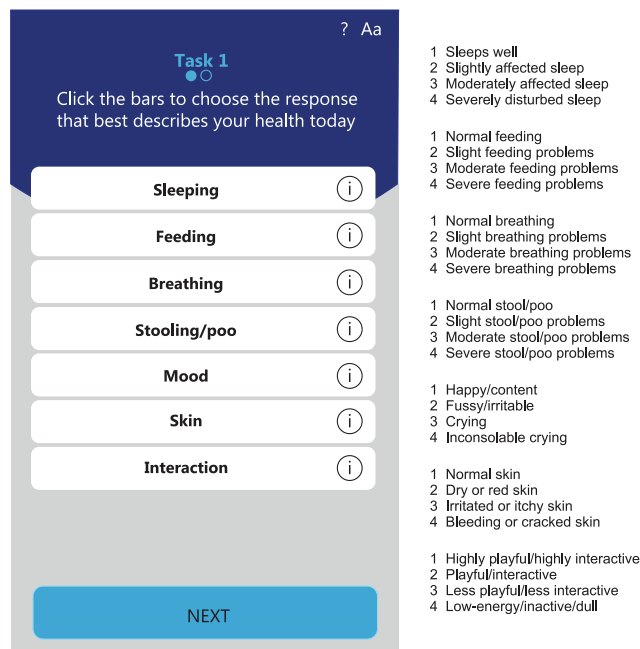 ? Aa
Task 1
Click the bars to choose the response
that best describes your health today
Sleeping i
Feeding i
Breathing i
Stooling/poo i
Mood i
Skin i
Interaction i
NEXT
1 Sleeps well
2 Slightly affected sleep
3 Moderately affected sleep
4 Severely disturbed sleep
1 Normal feeding
2 Slight feeding problems
3 Moderate feeding problems
4 Severe feeding problems
1 Normal breathing
2 Slight breathing problems
3 Moderate breathing problems
4 Severe breathing problems
1 Normal stool/poo
2 Slight stool/poo problems
3 Moderate stool/poo problems
4 Severe stool/poo problems
1 Happy/content
2 Fussy/irritable
3 Crying
4 Inconsolable crying
1 Normal skin
2 Dry or red skin
3 Irritated or itchy skin
4 Bleeding or cracked skin
1 Highly playful/highly interactive
2 Playful/interactive
3 Less playful/less interactive
4 Low-energy/inactive/dull